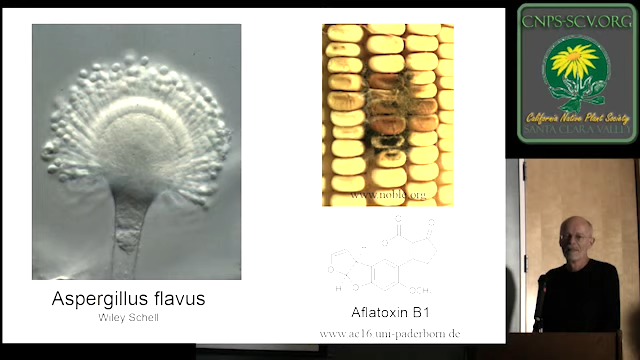 Aspergillus flavus
Wiley Schell
www.noble.org
O
O
O
O
O
H
OCH₃
Aflatoxin B1
www.ac16.uni-paderborn.de
CNPS-SCV.ORG
California Native Plant Society
SANTA CLARA VALLEY